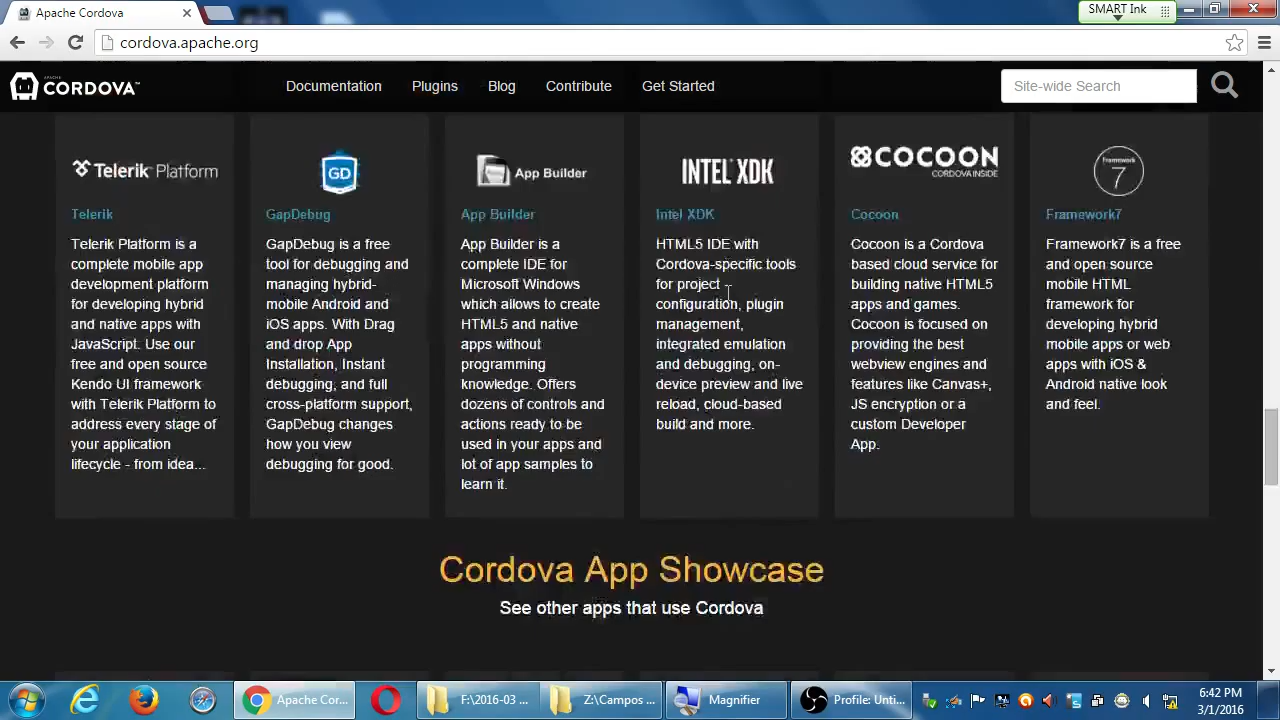 Apache Cordova
SMART Ink
cordova.apache.org
APACHE
CORDOVA™
Documentation
Plugins
Blog
Contribute
Get Started
Site-wide Search
Telerik Platform
Telerik
Telerik Platform is a
complete mobile app
development platform
for developing hybrid
and native apps with
JavaScript. Use our
free and open source
Kendo UI framework
with Telerik Platform to
address every stage of
your application
lifecycle - from idea...
GD
GapDebug
GapDebug is a free
tool for debugging and
managing hybrid-
mobile Android and
iOS apps. With Drag
and drop App
Installation, Instant
debugging, and full
cross-platform support,
GapDebug changes
how you view
debugging for good.
App Builder
App Builder
App Builder is a
complete IDE for
Microsoft Windows
which allows to create
HTML5 and native
apps without
programming
knowledge. Offers
dozens of controls and
actions ready to be
used in your apps and
lot of app samples to
learn it.
INTEL XDK
Intel XDK
HTML5 IDE with
Cordova-specific tools
for project -
configuration, plugin
management,
integrated emulation
and debugging, on-
device preview and live
reload, cloud-based
build and more.
COCOON
CORDOVA INSIDE
Cocoon
Cocoon is a Cordova
based cloud service for
building native HTML5
apps and games.
Cocoon is focused on
providing the best
webview engines and
features like Canvas+,
JS encryption or a
custom Developer
App.
Framework
7
Framework7
Framework7 is a free
and open source
mobile HTML
framework for
developing hybrid
mobile apps or web
apps with iOS &
Android native look
and feel.
Cordova App Showcase
See other apps that use Cordova
Apache Cor...
F:\2016-03 ...
Z:\Campos ...
Magnifier
Profile: Unti...
6:42 PM
3/1/2016